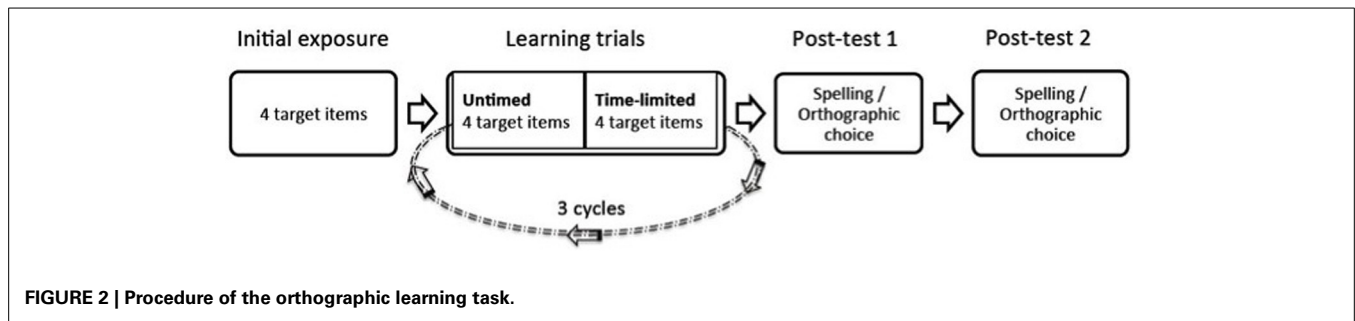 Initial exposure
Learning trials
Post-test 1
Post-test 2
4 target items
Untimed
4 target items
Time-limited
4 target items
Spelling /
Orthographic
choice
Spelling /
Orthographic
choice
3 cycles
FIGURE 2 | Procedure of the orthographic learning task.